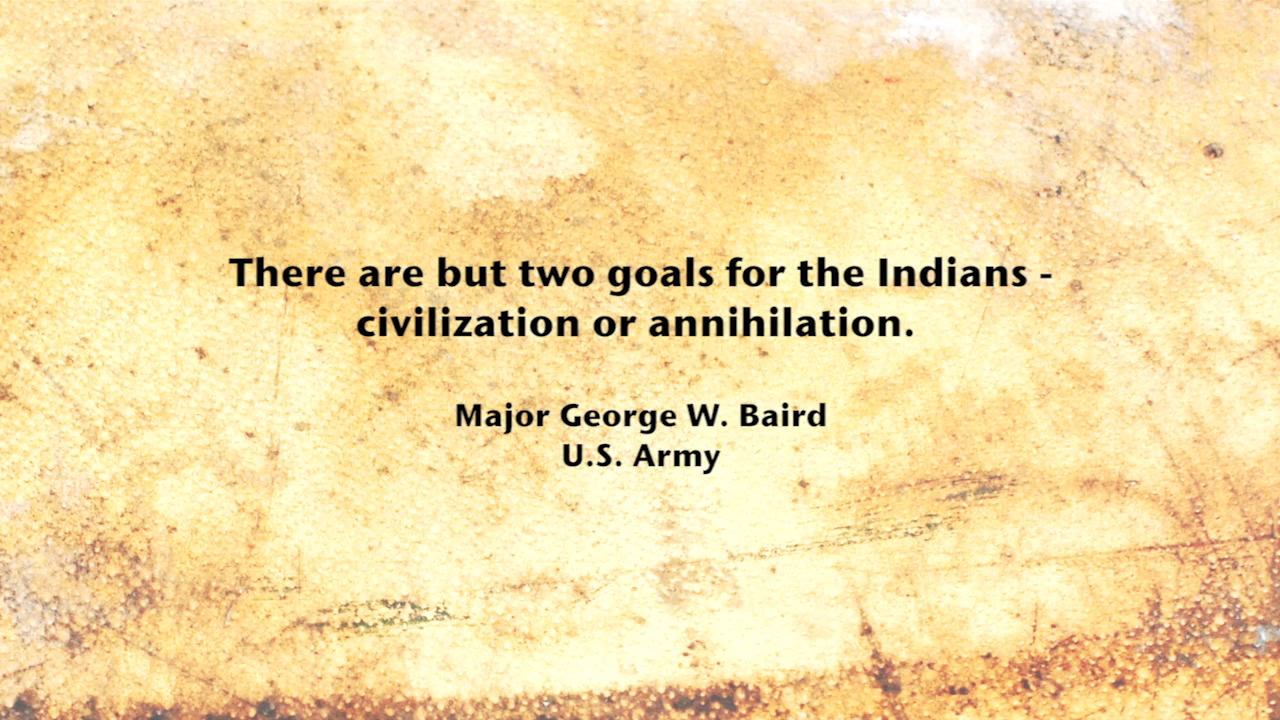 There are but two goals for the Indians -
civilization or annihilation.
Major George W. Baird
U.S. Army